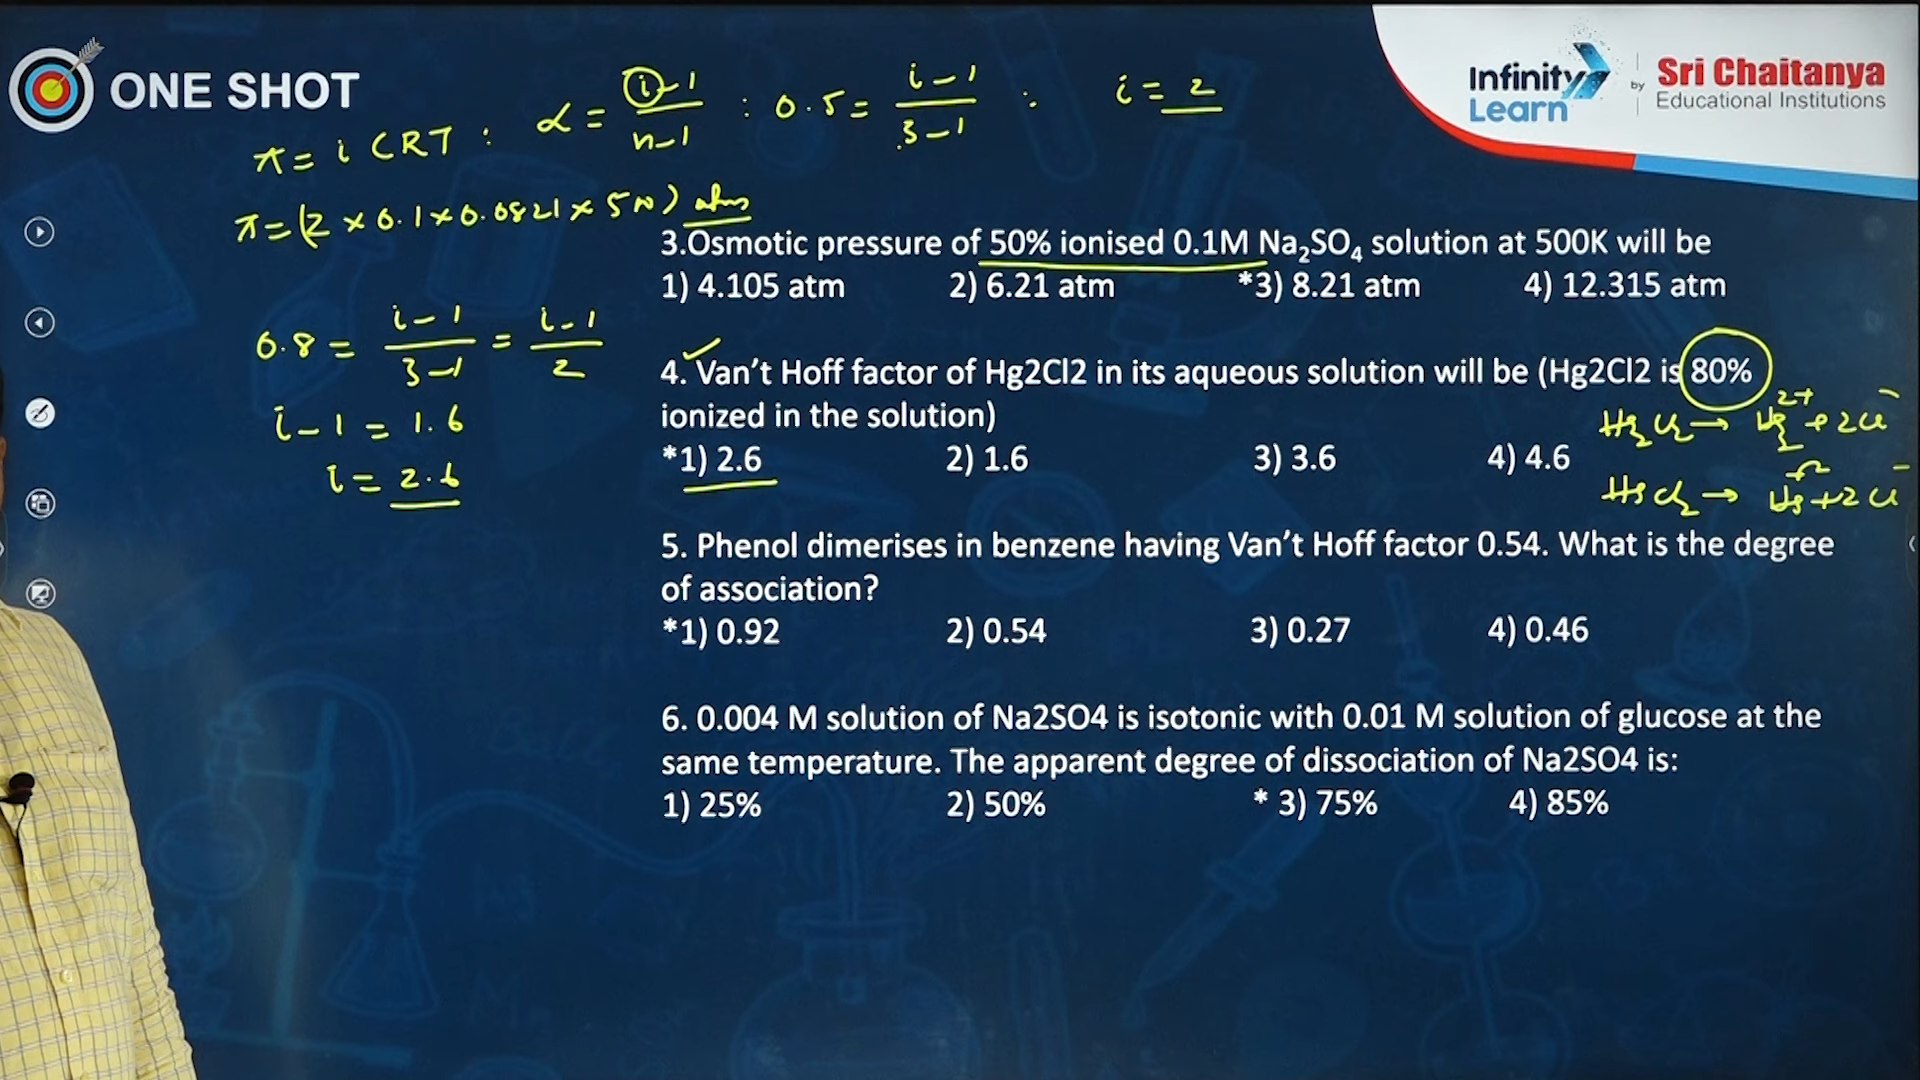 ONE SHOT
Infinity Learn by Sri Chaitanya Educational Institutions
π = i CRT : α = i-1/n-1 : 0.5 = i-1/3-1 : i = 2
π = (2 x 0.1 x 0.0821 x 500) atm
3.Osmotic pressure of 50% ionised 0.1M Na₂SO₄ solution at 500K will be
1) 4.105 atm 2) 6.21 atm *3) 8.21 atm 4) 12.315 atm
0.8 = i-1/3-1 = i-1/2
i-1 = 1.6
i = 2.6
4. Van't Hoff factor of Hg2Cl2 in its aqueous solution will be (Hg2Cl2 is 80%
ionized in the solution)
*1) 2.6 2) 1.6 3) 3.6 4) 4.6
Hg₂Cl₂ → Hg₂²⁺ + 2Cl⁻
HgCl₂ → Hg⁺² + 2Cl⁻
5. Phenol dimerises in benzene having Van't Hoff factor 0.54. What is the degree
of association?
*1) 0.92 2) 0.54 3) 0.27 4) 0.46
6. 0.004 M solution of Na2SO4 is isotonic with 0.01 M solution of glucose at the
same temperature. The apparent degree of dissociation of Na2SO4 is:
1) 25% 2) 50% * 3) 75% 4) 85%